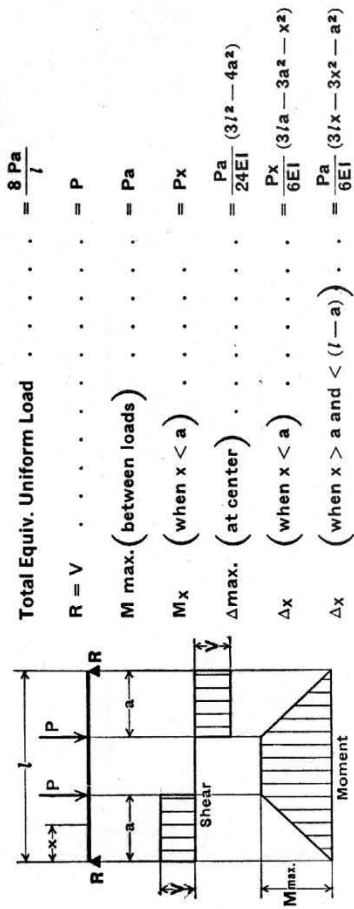 Total Equiv. Uniform Load . . . . = 8 Pa / l
R = V . . . . . . . . . . . . = P
M max. (between loads) . . . . . . = Pa
Mx (when x < a) . . . . . . . = Px
Δmax. (at center) . . . . . . . = Pa / 24EI (3l² — 4a²)
Δx (when x < a) . . . . . . . = Px / 6EI (3la — 3a² — x²)
Δx (when x > a and < (l — a)) . . = Pa / 6EI (3lx — 3x² — a²)
l
x
P
P
R
R
a
a
V
Shear
V
M max.
Moment